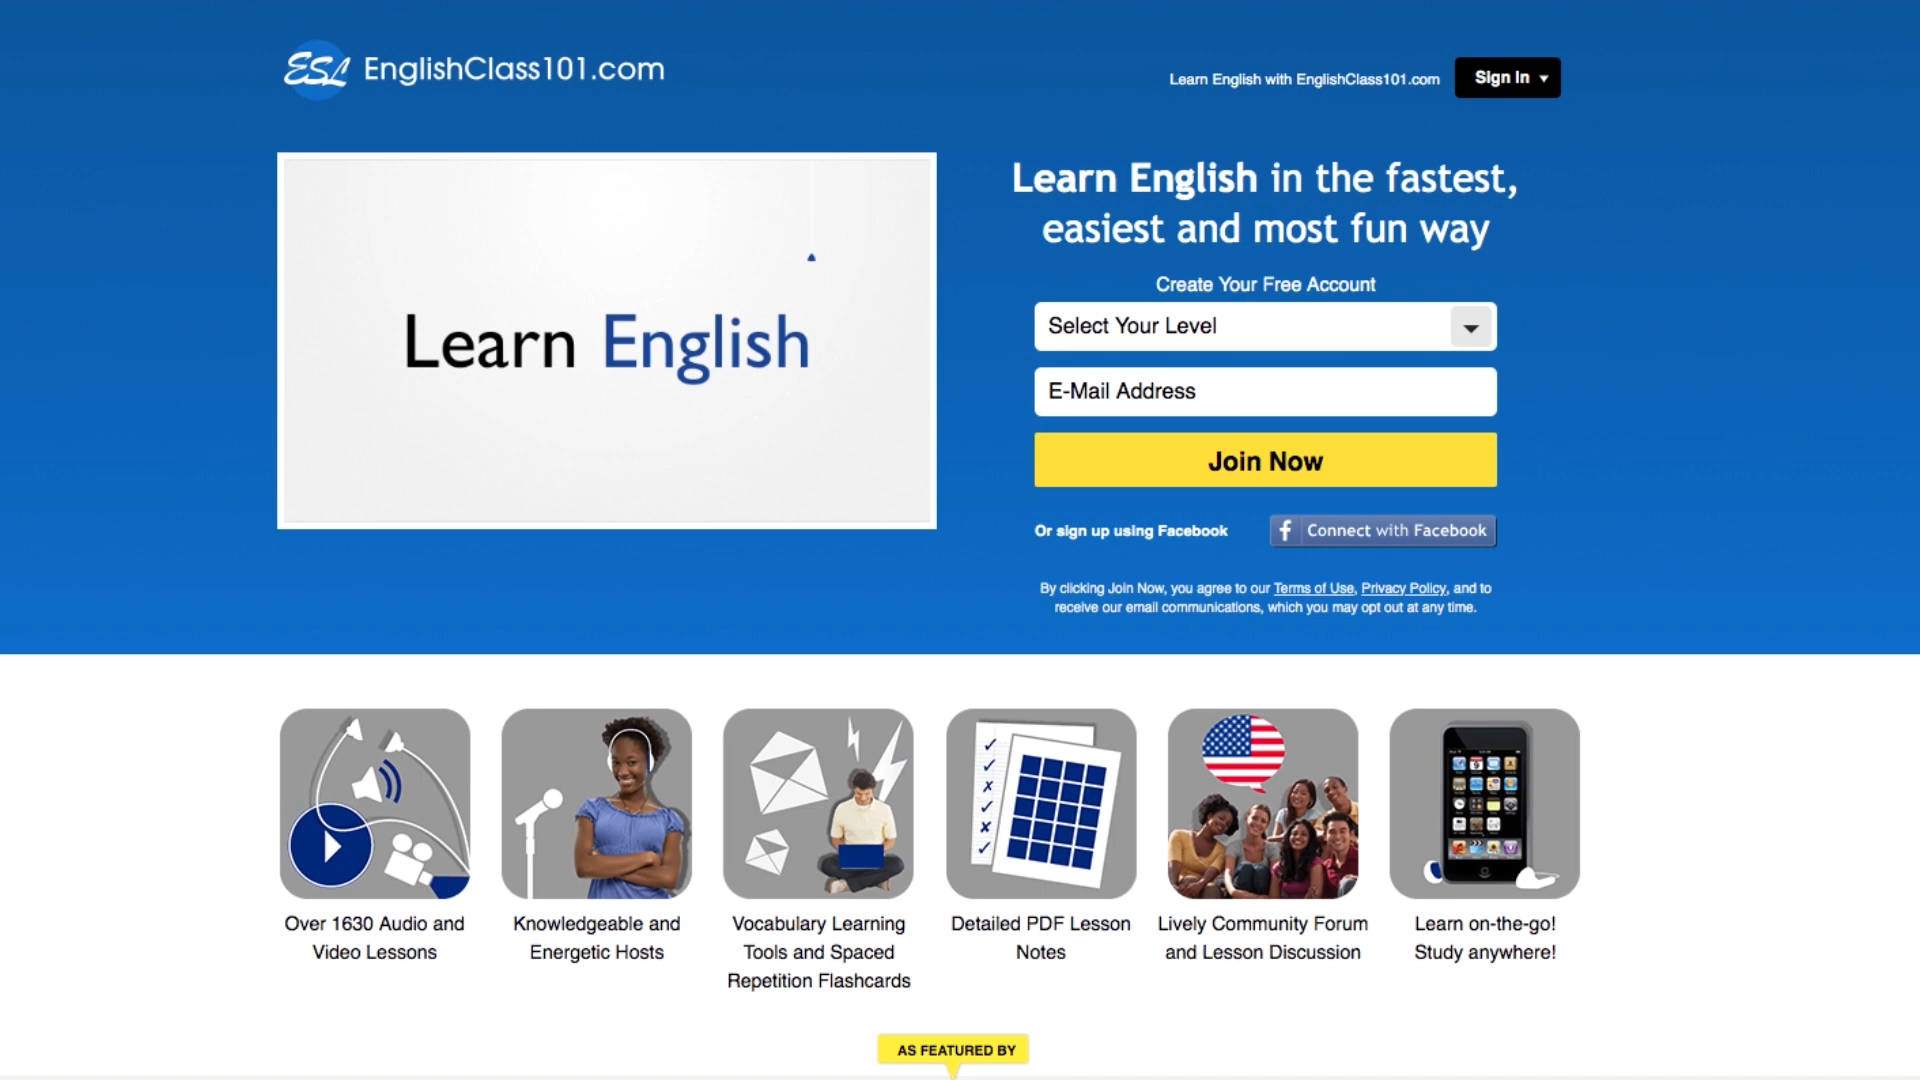 ESL EnglishClass101.com
Learn English with EnglishClass101.com
Sign In
Learn English
Learn English in the fastest,
easiest and most fun way
Create Your Free Account
Select Your Level
E-Mail Address
Join Now
Or sign up using Facebook
f Connect with Facebook
By clicking Join Now, you agree to our Terms of Use, Privacy Policy, and to
receive our email communications, which you may opt out at any time.
Over 1630 Audio and
Video Lessons
Knowledgeable and
Energetic Hosts
Vocabulary Learning
Tools and Spaced
Repetition Flashcards
Detailed PDF Lesson
Notes
Lively Community Forum
and Lesson Discussion
Learn on-the-go!
Study anywhere!
AS FEATURED BY